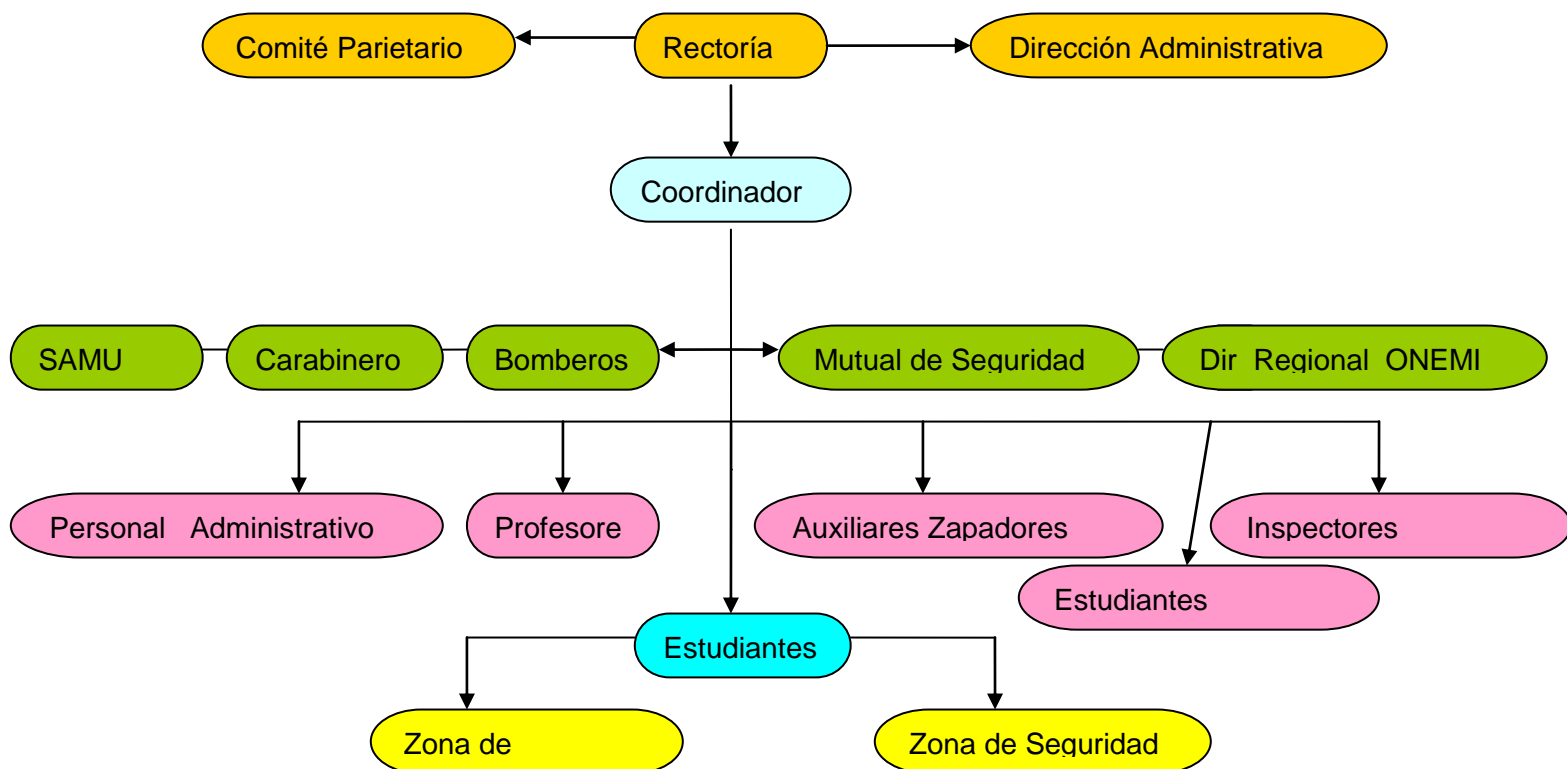 Comité Parietario
Rectoría
Dirección Administrativa
Coordinador
SAMU
Carabinero
Bomberos
Mutual de Seguridad
Dir Regional ONEMI
Personal Administrativo
Profesore
Auxiliares Zapadores
Inspectores
Estudiantes
Estudiantes
Zona de
Zona de Seguridad